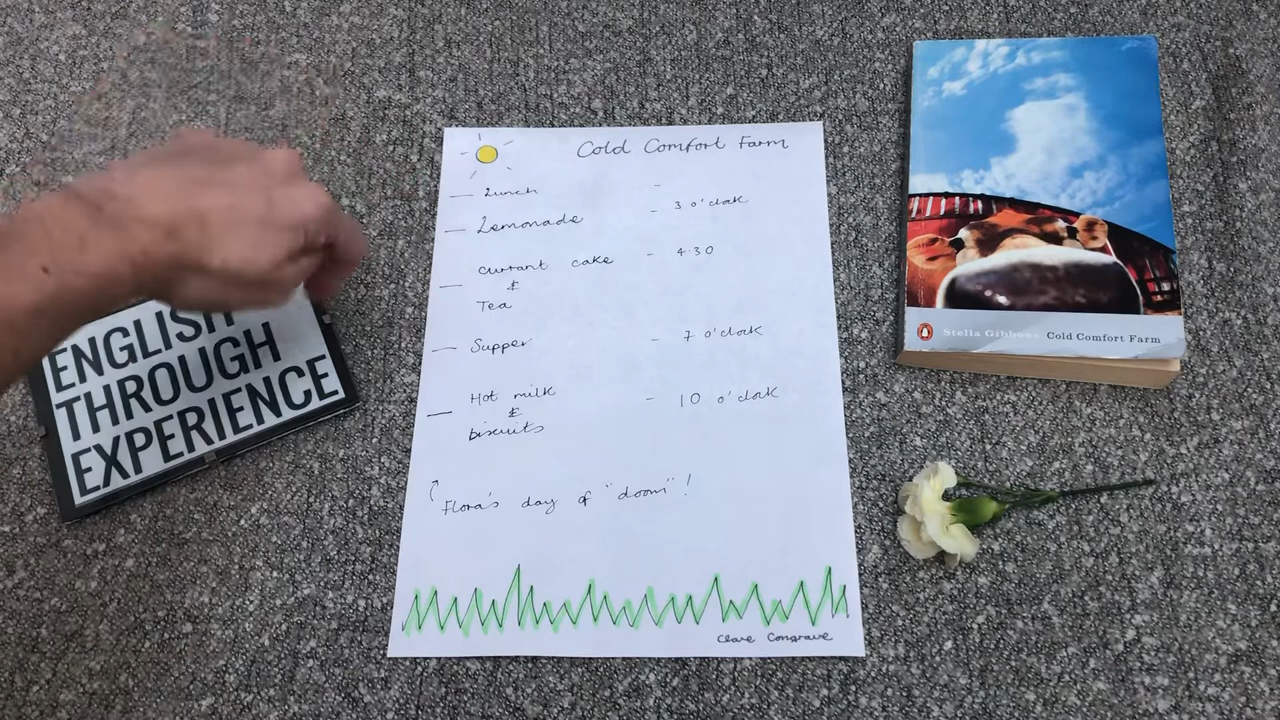 Cold Comfort Farm
— Lunch -
— Lemonade - 3 o'clock
currant cake - 4.30
— &
Tea
— Supper - 7 o'clock
Hot milk - 10 o'clock
— &
biscuits
Flora's day of "doom" !
Clare Congrave
ENGLISH
THROUGH
EXPERIENCE
Stella Gibbons Cold Comfort Farm